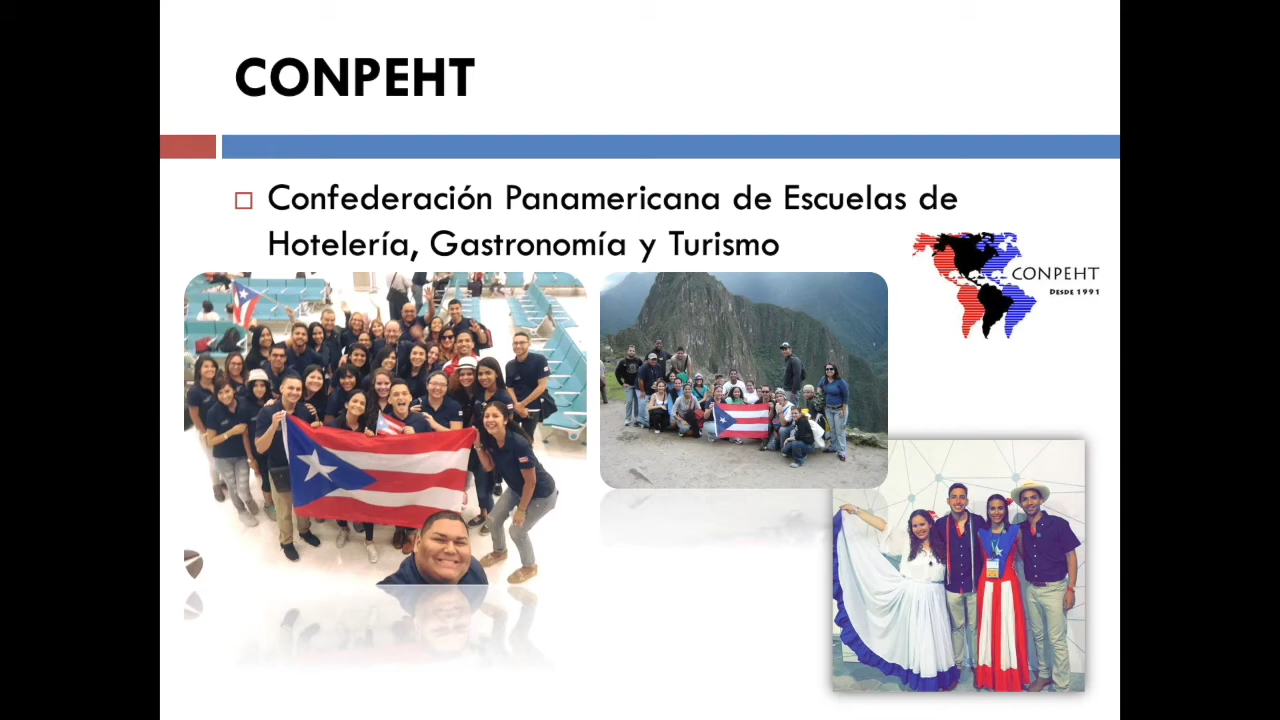 CONPEHT
Confederación Panamericana de Escuelas de
Hotelería, Gastronomía y Turismo
CONPEHT
DESDE 1991